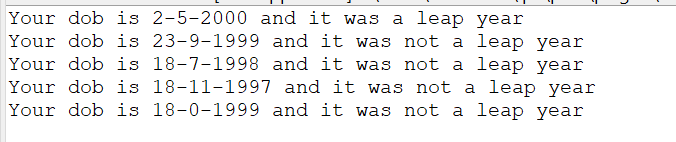 Your dob is 2-5-2000 and it was a leap year
Your dob is 23-9-1999 and it was not a leap year
Your dob is 18-7-1998 and it was not a leap year
Your dob is 18-11-1997 and it was not a leap year
Your dob is 18-0-1999 and it was not a leap year